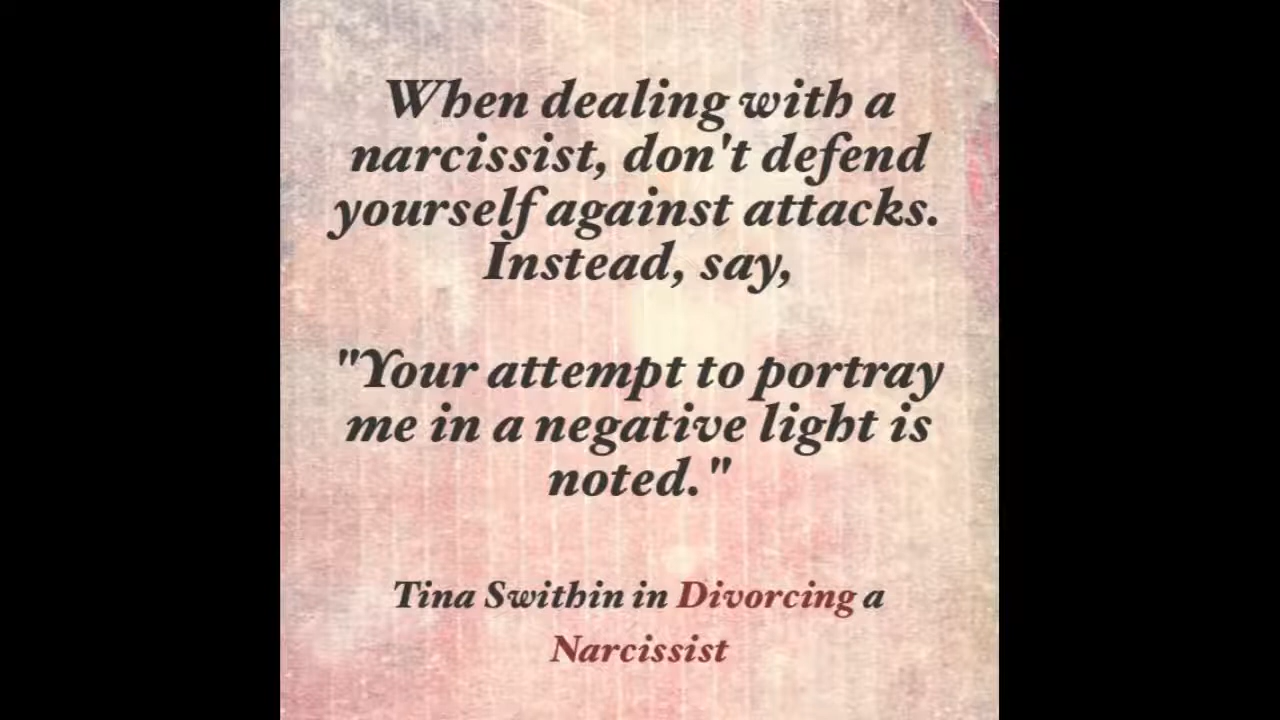 When dealing with a
narcissist, don't defend
yourself against attacks.
Instead, say,
"Your attempt to portray
me in a negative light is
noted."
Tina Swithin in Divorcing a
Narcissist